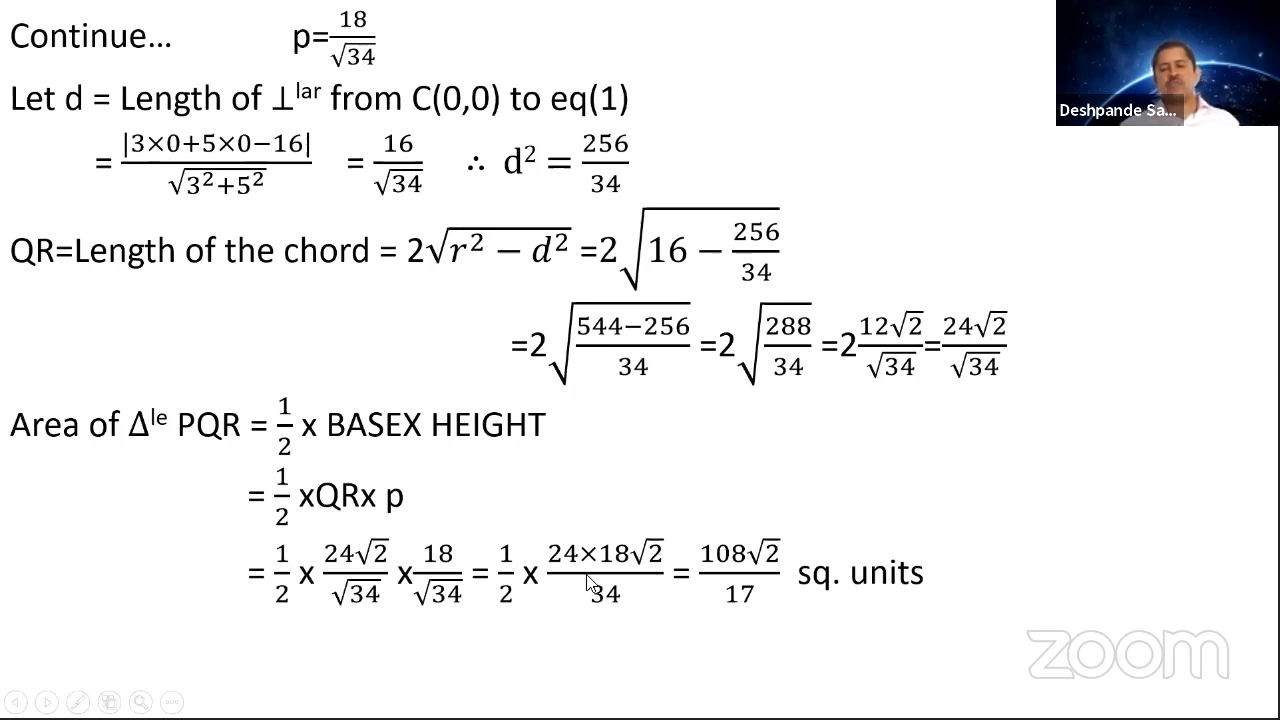 Continue... p=18/√34
Let d = Length of ⊥lar from C(0,0) to eq(1)
= |3×0+5×0−16|/√3²+5² = 16/√34 ∴ d² = 256/34
QR=Length of the chord = 2√r² − d² =2√16 − 256/34
=2√544−256/34 =2√288/34 =2 12√2/√34=24√2/√34
Area of Δle PQR = 1/2 x BASEX HEIGHT
= 1/2 xQRx p
= 1/2 x 24√2/√34 x18/√34 = 1/2 x 24×18√2/34 = 108√2/17 sq. units
Deshpande Sa...
zoom